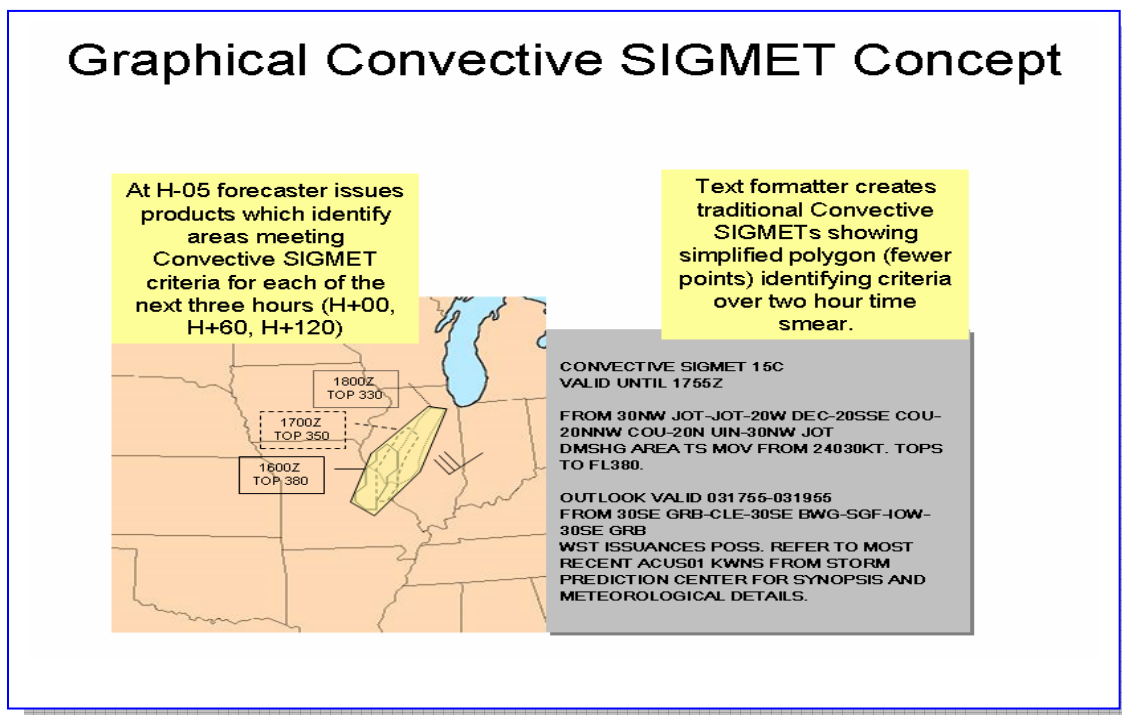 Graphical Convective SIGMET Concept
At H-05 forecaster issues
products which identify
areas meeting
Convective SIGMET
criteria for each of the
next three hours (H+00,
H+60, H+120)
Text formatter creates
traditional Convective
SIGMETs showing
simplified polygon (fewer
points) identifying criteria
over two hour time
smear.
1800Z
TOP 330
1700Z
TOP 350
1600Z
TOP 380
CONVECTIVE SIGMET 15C
VALID UNTIL 1755Z
FROM 30NW JOT-JOT-20W DEC-20SSE COU-
20NNW COU-20N UIN-30NW JOT
DMSHG AREA TS MOV FROM 24030KT. TOPS
TO FL380.
OUTLOOK VALID 031755-031955
FROM 30SE GRB-CLE-30SE BWG-SGF-IOW-
30SE GRB
WST ISSUANCES POSS. REFER TO MOST
RECENT ACUS01 KWNS FROM STORM
PREDICTION CENTER FOR SYNOPSIS AND
METEOROLOGICAL DETAILS.